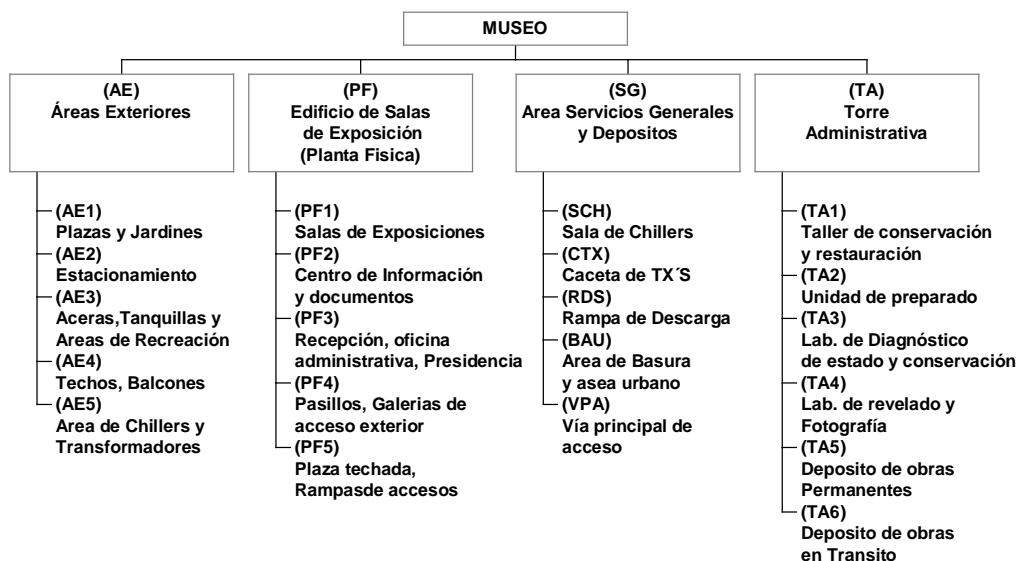 MUSEO
(AE)
Áreas Exteriores
(PF)
Edificio de Salas
de Exposición
(Planta Fisica)
(SG)
Area Servicios Generales
y Depositos
(TA)
Torre
Administrativa
(AE1)
Plazas y Jardines
(AE2)
Estacionamiento
(AE3)
Aceras,Tanquillas y
Areas de Recreación
(AE4)
Techos, Balcones
(AE5)
Area de Chillers y
Transformadores
(PF1)
Salas de Exposiciones
(PF2)
Centro de Información
y documentos
(PF3)
Recepción, oficina
administrativa, Presidencia
(PF4)
Pasillos, Galerias de
acceso exterior
(PF5)
Plaza techada,
Rampasde accesos
(SCH)
Sala de Chillers
(CTX)
Caceta de TX´S
(RDS)
Rampa de Descarga
(BAU)
Area de Basura
y asea urbano
(VPA)
Vía principal de
acceso
(TA1)
Taller de conservación
y restauración
(TA2)
Unidad de preparado
(TA3)
Lab. de Diagnóstico
de estado y conservación
(TA4)
Lab. de revelado y
Fotografía
(TA5)
Deposito de obras
Permanentes
(TA6)
Deposito de obras
en Transito